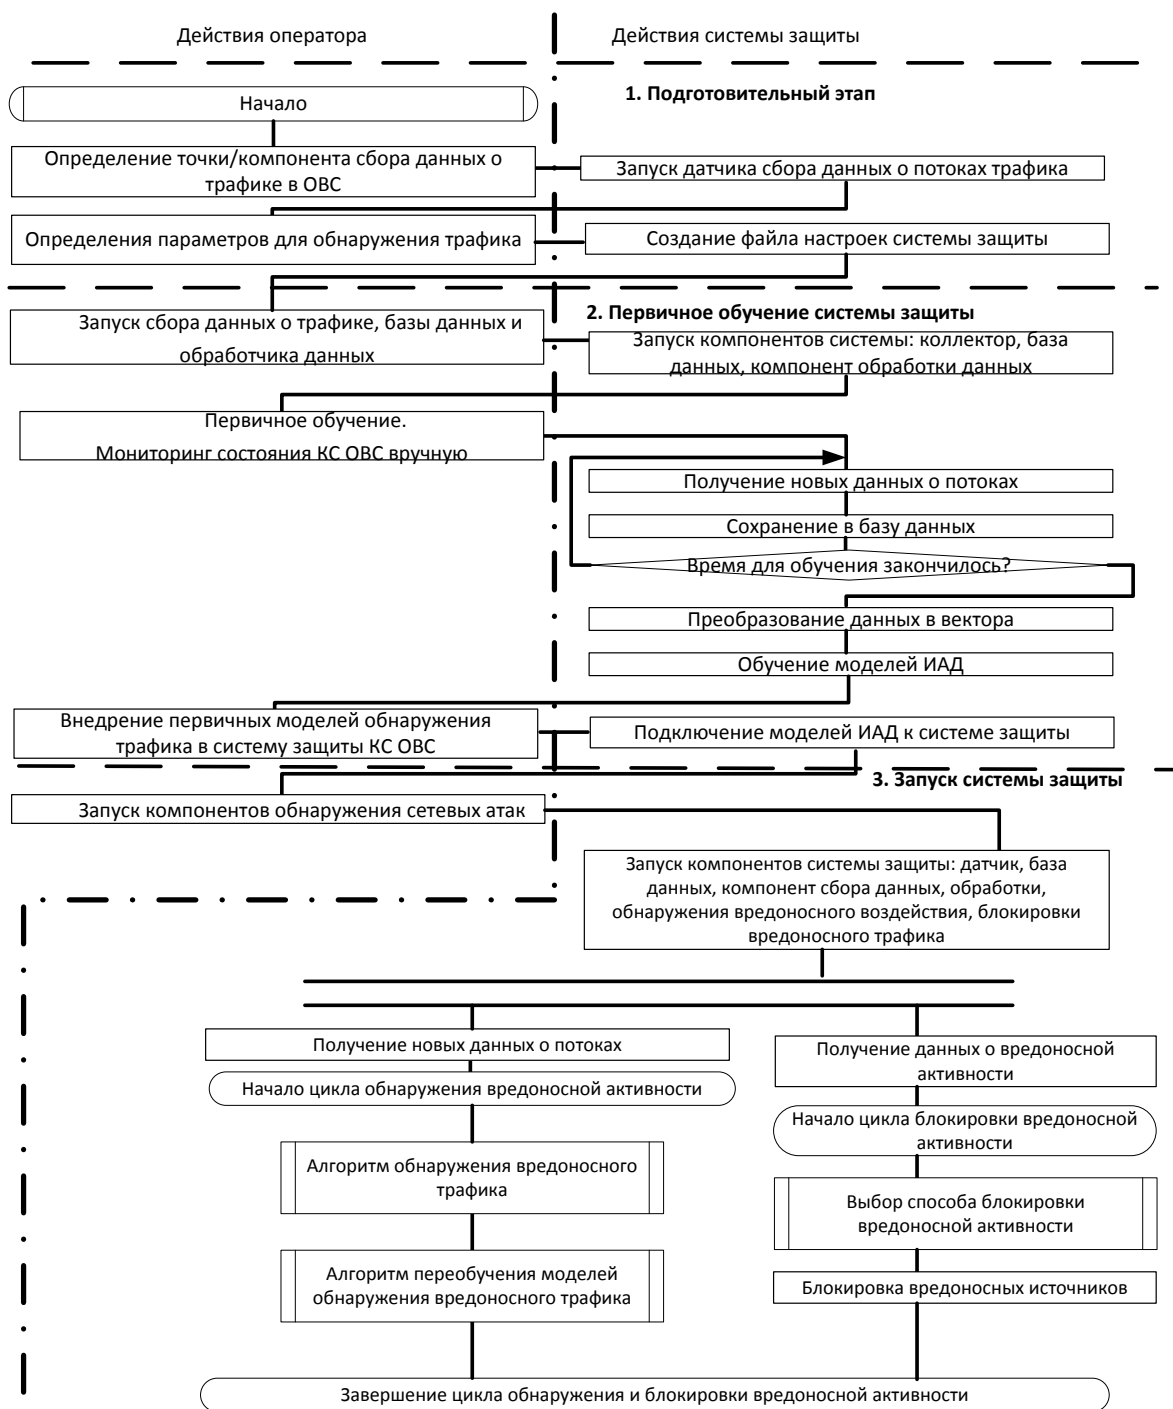 Действия оператора
Действия системы защиты
1. Подготовительный этап
Начало
Определение точки/компонента сбора данных о
трафике в ОВС
Запуск датчика сбора данных о потоках трафика
Определения параметров для обнаружения трафика
Создание файла настроек системы защиты
2. Первичное обучение системы защиты
Запуск сбора данных о трафике, базы данных и
обработчика данных
Запуск компонентов системы: коллектор, база
данных, компонент обработки данных
Первичное обучение.
Мониторинг состояния КС ОВС вручную
Получение новых данных о потоках
Сохранение в базу данных
Время для обучения закончилось?
Преобразование данных в вектора
Обучение моделей ИАД
Внедрение первичных моделей обнаружения
трафика в систему защиты КС ОВС
Подключение моделей ИАД к системе защиты
3. Запуск системы защиты
Запуск компонентов обнаружения сетевых атак
Запуск компонентов системы защиты: датчик, база
данных, компонент сбора данных, обработки,
обнаружения вредоносного воздействия, блокировки
вредоносного трафика
Получение новых данных о потоках
Начало цикла обнаружения вредоносной активности
Алгоритм обнаружения вредоносного
трафика
Алгоритм переобучения моделей
обнаружения вредоносного трафика
Получение данных о вредоносной
активности
Начало цикла блокировки вредоносной
активности
Выбор способа блокировки
вредоносной активности
Блокировка вредоносных источников
Завершение цикла обнаружения и блокировки вредоносной активности